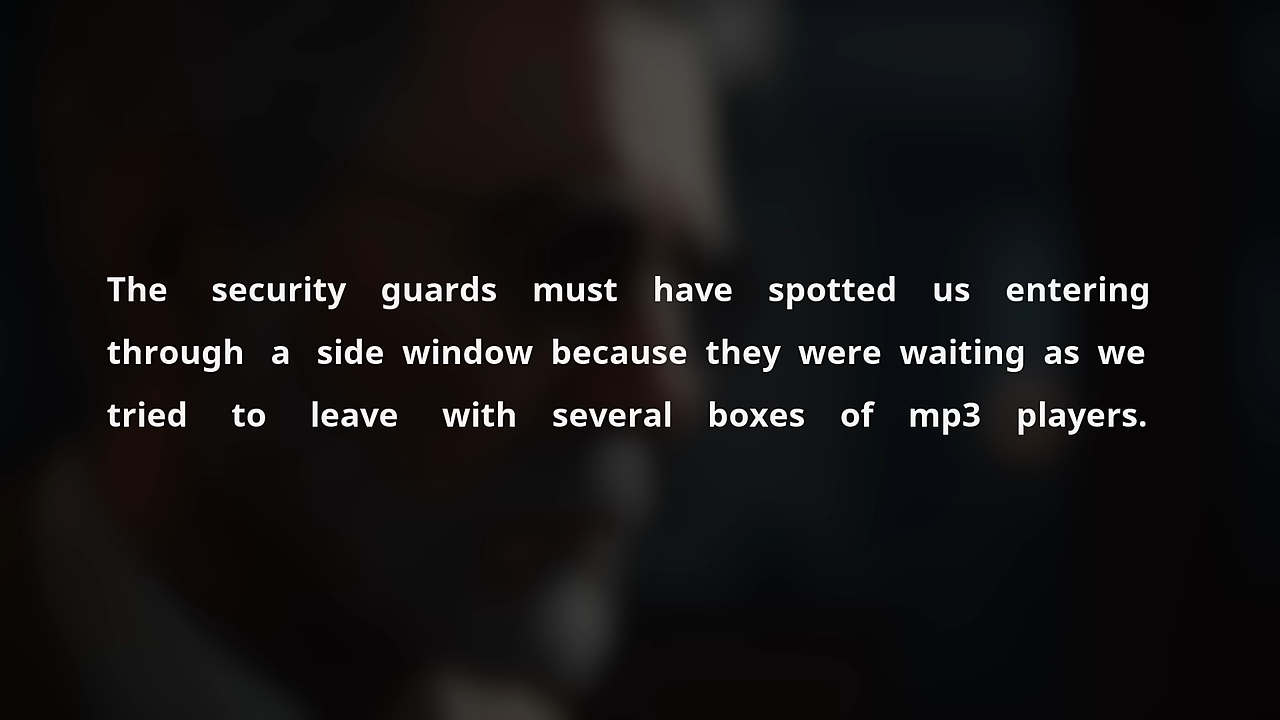 The security guards must have spotted us entering
through a side window because they were waiting as we
tried to leave with several boxes of mp3 players.